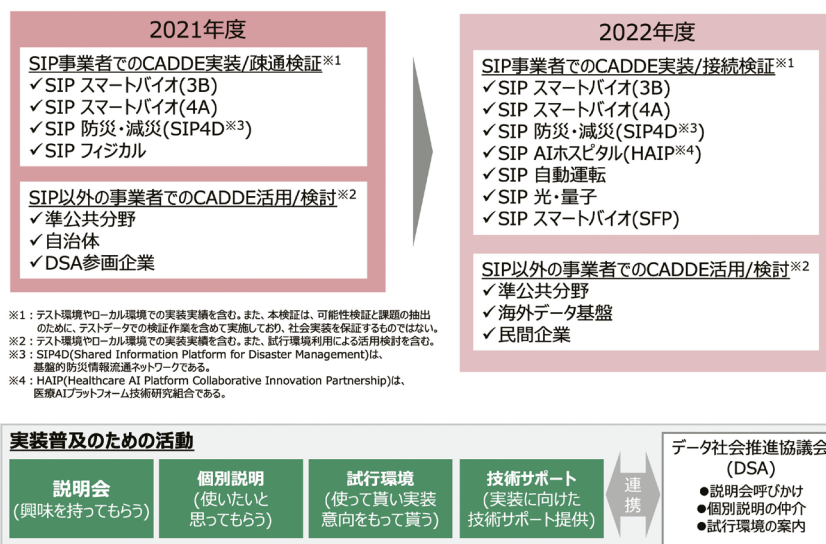 2021年度
SIP事業者でのCADDE実装/疎通検証※1
✓SIP スマートバイオ(3B)
✓SIP スマートバイオ(4A)
✓SIP 防災・減災(SIP4D※3)
✓SIP フィジカル
SIP以外の事業者でのCADDE活用/検討※2
✓準公共分野
✓自治体
✓DSA参画企業
2022年度
SIP事業者でのCADDE実装/接続検証※1
✓SIP スマートバイオ(3B)
✓SIP スマートバイオ(4A)
✓SIP 防災・減災(SIP4D※3)
✓SIP AIホスピタル(HAIP※4)
✓SIP 自動運転
✓SIP 光・量子
✓SIP スマートバイオ(SFP)
SIP以外の事業者でのCADDE活用/検討※2
✓準公共分野
✓海外データ基盤
✓民間企業
※1：テスト環境やローカル環境での実装実績を含む。また、本検証は、可能性検証と課題の抽出
のために、テストデータでの検証作業を含めて実施しており、社会実装を保証するものではない。
※2：テスト環境やローカル環境での実装実績を含む。また、試行環境利用による活用検討を含む。
※3：SIP4D(Shared Information Platform for Disaster Management)は、
基盤的防災情報流通ネットワークである。
※4：HAIP(Healthcare AI Platform Collaborative Innovation Partnership)は、
医療AIプラットフォーム技術研究組合である。
実装普及のための活動
説明会
(興味を持ってもらう)
個別説明
(使いたいと
思ってもらう)
試行環境
(使って貰い実装
意向をもって貰う)
技術サポート
(実装に向けた
技術サポート提供)
連
携
データ社会推進協議会
(DSA)
●説明会呼びかけ
●個別説明の仲介
●試行環境の案内